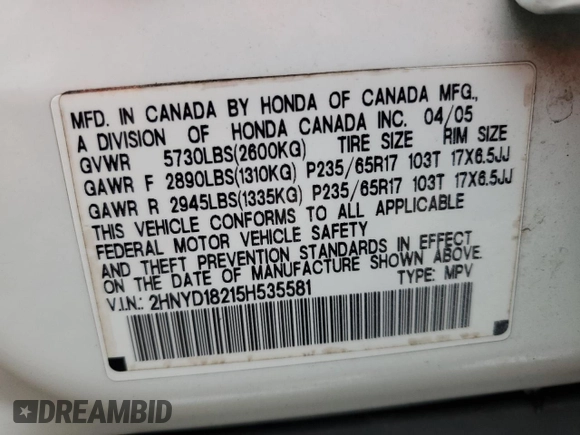 MFD. IN CANADA BY HONDA OF CANADA MFG.,
A DIVISION OF HONDA CANADA INC. 04/05
GVWR 5730LBS(2600KG) TIRE SIZE RIM SIZE
GAWR F 2890LBS(1310KG) P235/65R17 103T 17X6.5JJ
GAWR R 2945LBS(1335KG) P235/65R17 103T 17X6.5JJ
THIS VEHICLE CONFORMS TO ALL APPLICABLE
FEDERAL MOTOR VEHICLE SAFETY
AND THEFT PREVENTION STANDARDS IN EFFECT
ON THE DATE OF MANUFACTURE SHOWN ABOVE.
V.I.N.: 2HNYD18215H535581 TYPE: MPV
DREAMBID